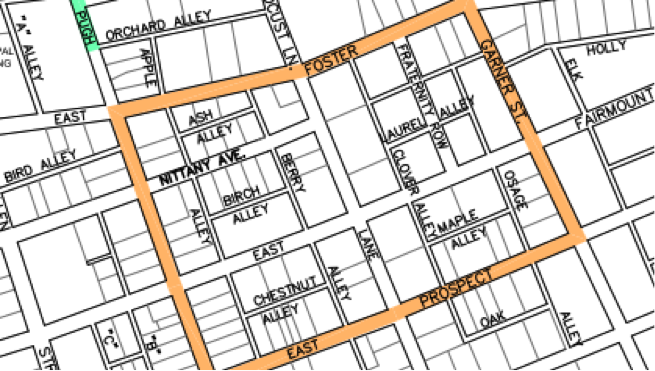 PUGH
ORCHARD ALLEY
"A" ALLEY
APPLE
LN.
FOSTER
FRATERNITY ROW
GARNER ST.
HOLLY
ELK
FAIRMOUNT
EAST
ASH
ALLEY
ALLEY
LAUREL
NITTANY AVE.
BIRD ALLEY
BERRY
CLOVER
ALLEY
OSAGE
BIRCH
ALLEY
ALLEY
MAPLE
ALLEY
EAST
LANE
ALLEY
CHESTNUT
ALLEY
PROSPECT
OAK
ALLEY
"C"
"B"
EAST